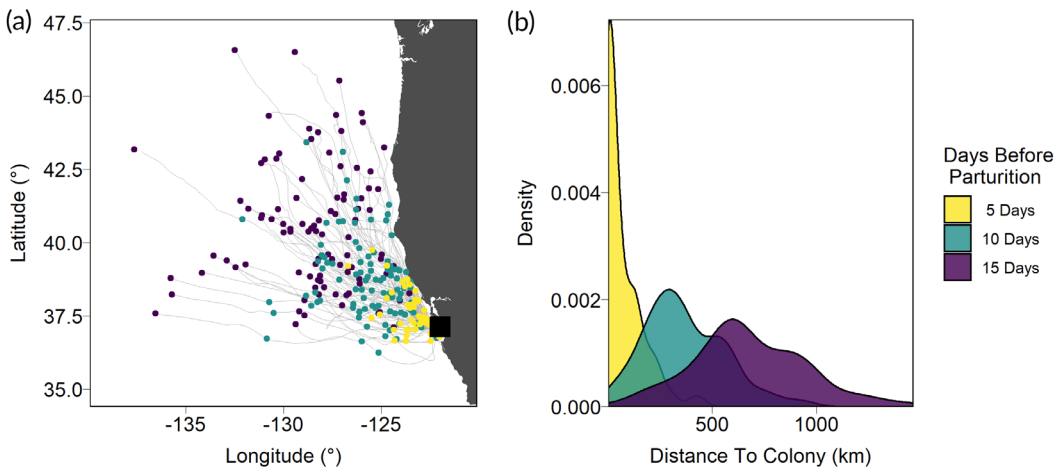 (a)
47.5
45.0
42.5
40.0
37.5
35.0
Latitude (°)
-135
-130
-125
Longitude (°)
(b)
0.006
0.004
0.002
0.000
Density
500
1000
Distance To Colony (km)
Days Before
Parturition
5 Days
10 Days
15 Days